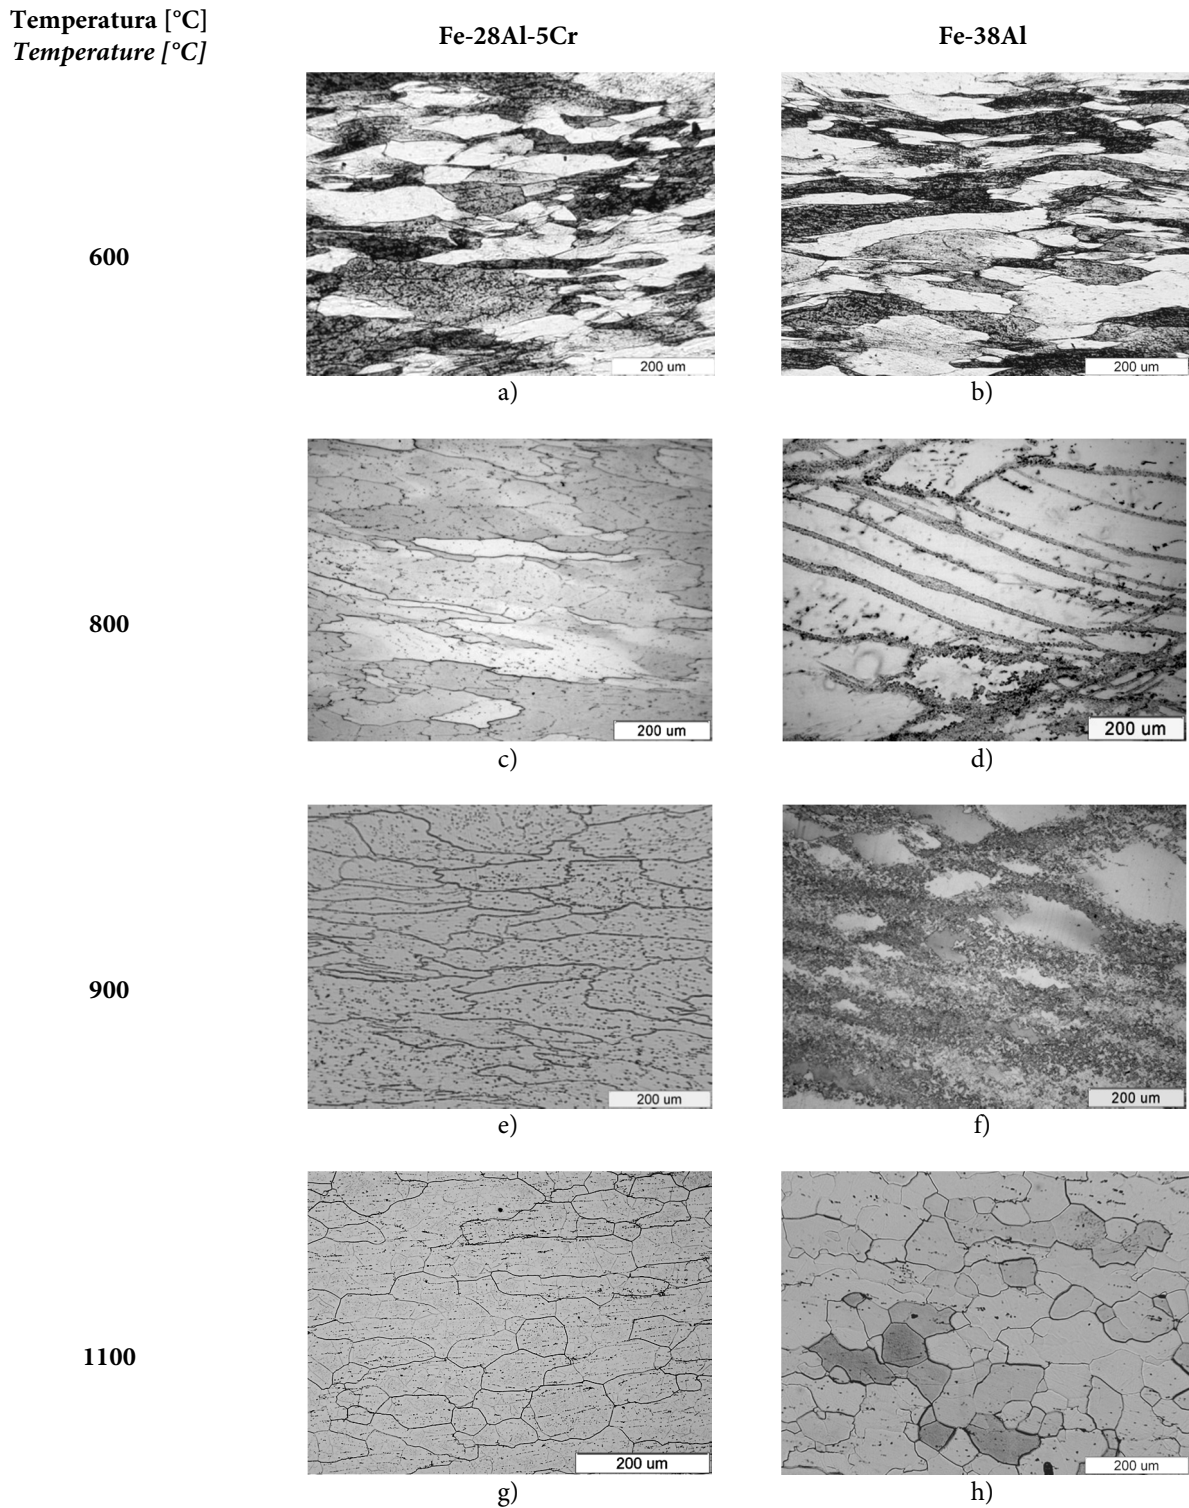 Temperatura [°C]
Temperature [°C]
Fe-28Al-5Cr
Fe-38Al
600
200 um
200 um
a)
b)
800
200 um
200 um
c)
d)
900
200 um
200 um
e)
f)
1100
200 um
200 um
g)
h)